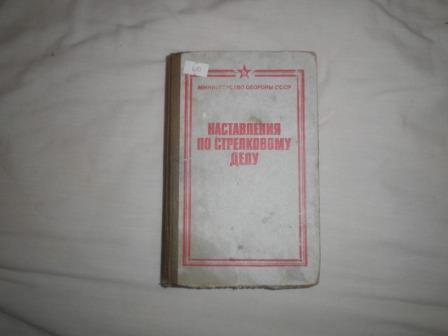 МИНИСТЕРСТВО ОБОРОНЫ СССР
НАСТАВЛЕНИЯ
ПО СТРЕЛКОВОМУ
ДЕЛУ